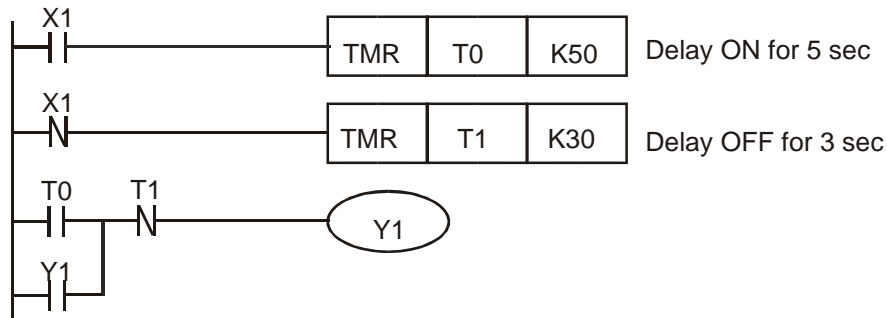 X1
TMR T0 K50 Delay ON for 5 sec
X1
TMR T1 K30 Delay OFF for 3 sec
T0 T1
Y1
Y1